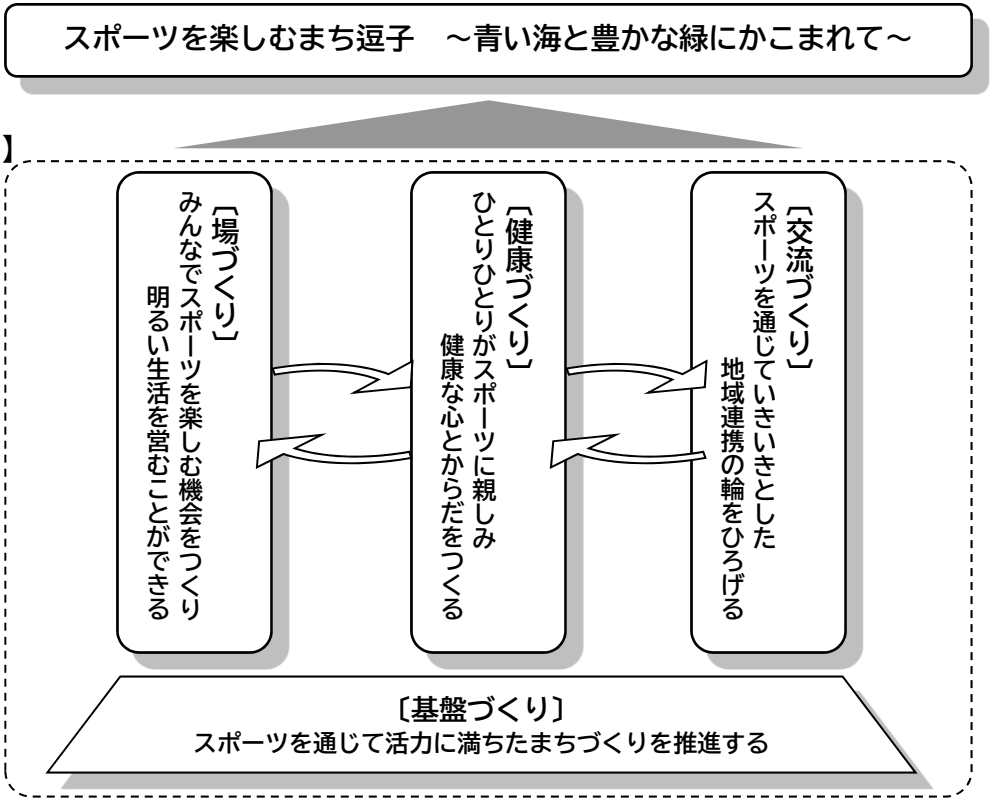 スポーツを楽しむまち逗子　～青い海と豊かな緑にかこまれて～
】
〔場づくり〕
みんなでスポーツを楽しむ機会をつくり
明るい生活を営むことができる
〔健康づくり〕
ひとりひとりがスポーツに親しみ
健康な心とからだをつくる
〔交流づくり〕
スポーツを通じていきいきとした
地域連携の輪をひろげる
〔基盤づくり〕
スポーツを通じて活力に満ちたまちづくりを推進する